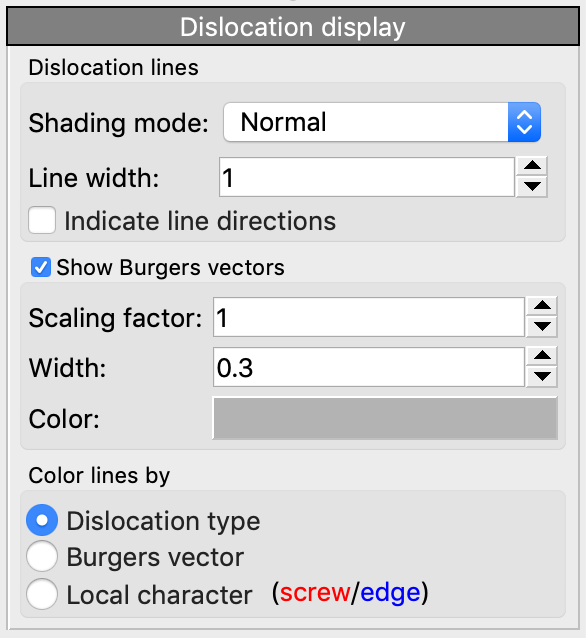 Dislocation display
Dislocation lines
Shading mode: Normal
Line width: 1
Indicate line directions
Show Burgers vectors
Scaling factor: 1
Width: 0.3
Color:
Color lines by
Dislocation type
Burgers vector
Local character (screw/edge)